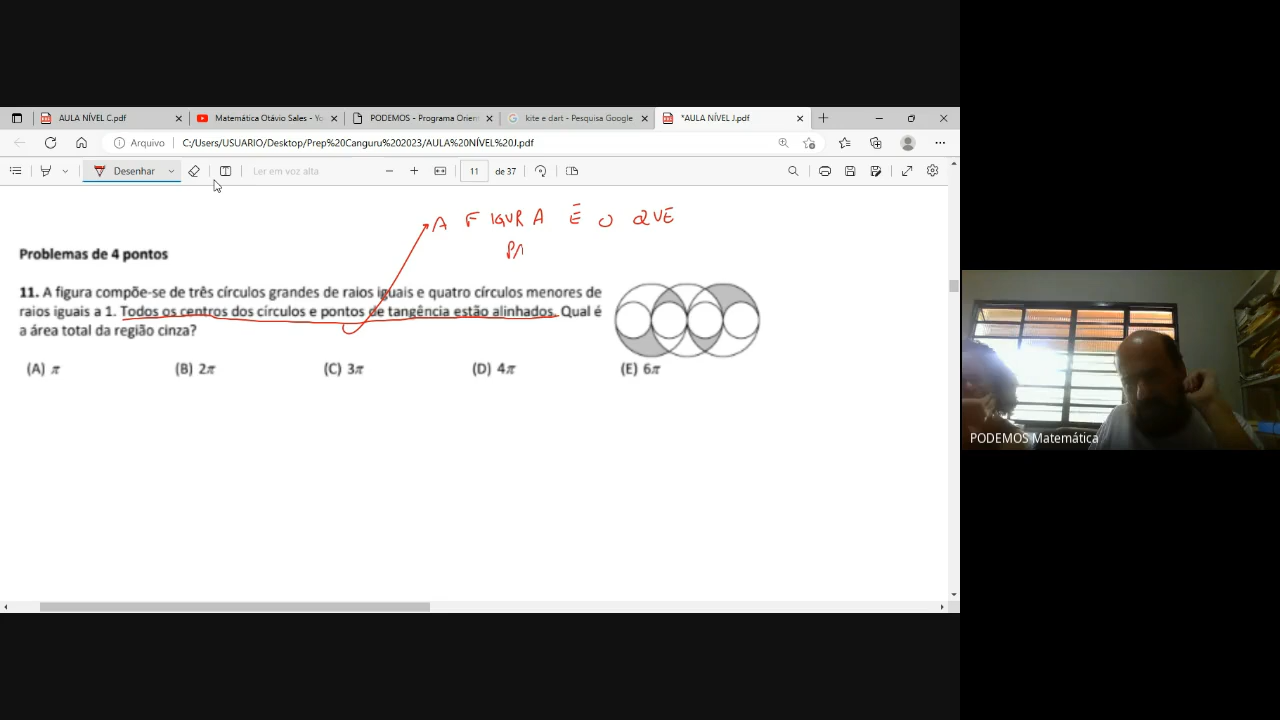 AULA NÍVEL C.pdf
Matemática Otávio Sales - Yo
PODEMOS - Programa Orien
kite e dart - Pesquisa Google
*AULA NÍVEL J.pdf
Arquivo
C:/Users/USUARIO/Desktop/Prep%20Canguru%202023/AULA%20NÍVEL%20J.pdf
Desenhar
Ler em voz alta
11
de 37
A FIGURA É O QUE
PA
Problemas de 4 pontos
11. A figura compõe-se de três círculos grandes de raios iguais e quatro círculos menores de
raios iguais a 1. Todos os centros dos círculos e pontos de tangência estão alinhados. Qual é
a área total da região cinza?
(A) π (B) 2π (C) 3π (D) 4π (E) 6π
PODEMOS Matemática